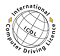 International
ICDL
Computer Driving Licence